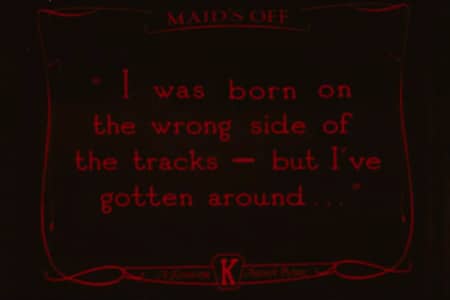 MAID'S OFF
"I was born on
the wrong side of
the tracks — but I've
gotten around..."
K